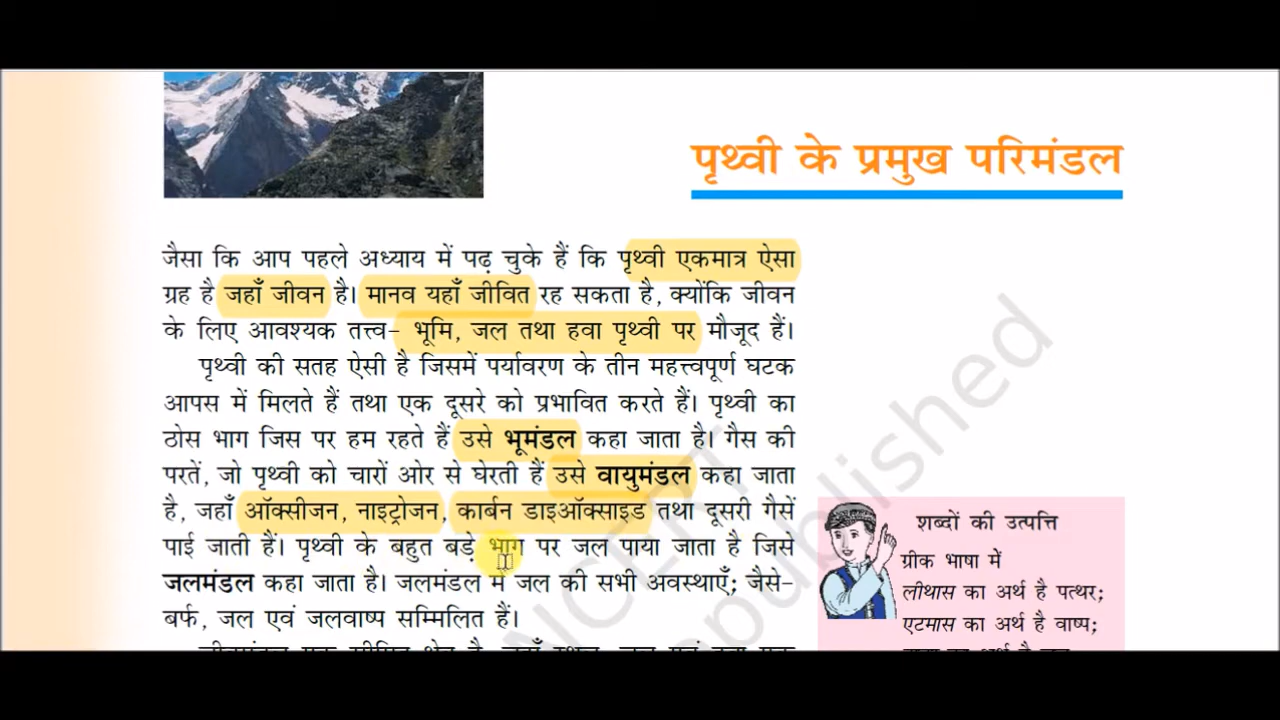 पृथ्वी के प्रमुख परिमंडल
जैसा कि आप पहले अध्याय में पढ़ चुके हैं कि पृथ्वी एकमात्र ऐसा
ग्रह है जहाँ जीवन है। मानव यहाँ जीवित रह सकता है, क्योंकि जीवन
के लिए आवश्यक तत्त्व– भूमि, जल तथा हवा पृथ्वी पर मौजूद हैं।
पृथ्वी की सतह ऐसी है जिसमें पर्यावरण के तीन महत्त्वपूर्ण घटक
आपस में मिलते हैं तथा एक दूसरे को प्रभावित करते हैं। पृथ्वी का
ठोस भाग जिस पर हम रहते हैं उसे भूमंडल कहा जाता है। गैस की
परतें, जो पृथ्वी को चारों ओर से घेरती हैं उसे वायुमंडल कहा जाता
है, जहाँ ऑक्सीजन, नाइट्रोजन, कार्बन डाइऑक्साइड तथा दूसरी गैसें
पाई जाती हैं। पृथ्वी के बहुत बड़े भाग पर जल पाया जाता है जिसे
जलमंडल कहा जाता है। जलमंडल में जल की सभी अवस्थाएँ; जैसे–
बर्फ, जल एवं जलवाष्प सम्मिलित हैं।
शब्दों की उत्पत्ति
ग्रीक भाषा में
लीथास का अर्थ है पत्थर;
एटमास का अर्थ है वाष्प;
NCERT
republished